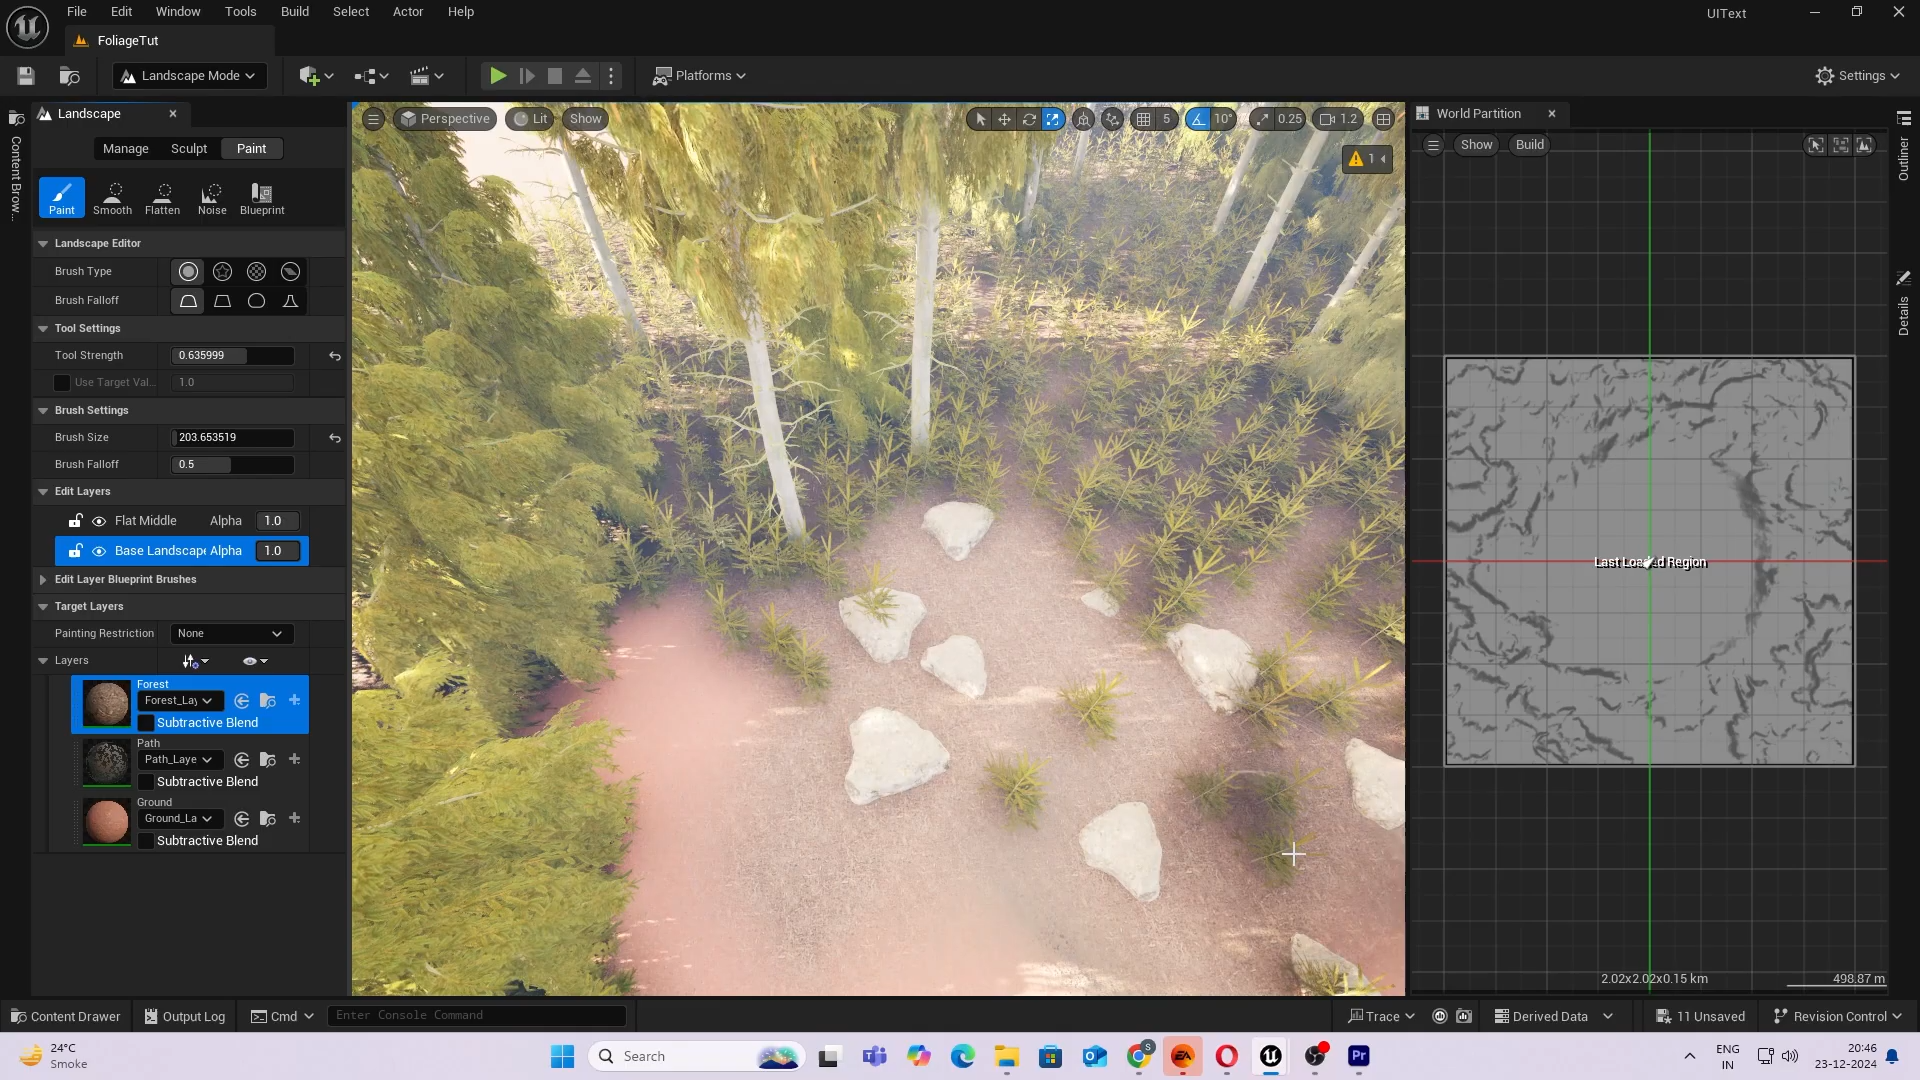 File Edit Window Tools Build Select Actor Help
UIText
FoliageTut
Landscape Mode
Platforms
Settings
Landscape
Perspective
Lit
Show
5
10°
0.25
1.2
1
World Partition
Show
Build
Content Brow...
Outliner
Details
Manage Sculpt Paint
Paint Smooth Flatten Noise Blueprint
Landscape Editor
Brush Type
Brush Falloff
Tool Settings
Tool Strength 0.635999
Use Target Val... 1.0
Brush Settings
Brush Size 203.653519
Brush Falloff 0.5
Edit Layers
Flat Middle Alpha 1.0
Base Landscape Alpha 1.0
Edit Layer Blueprint Brushes
Target Layers
Painting Restriction None
Layers
Forest
Forest_Lay
Subtractive Blend
Path
Path_Laye
Subtractive Blend
Ground
Ground_La
Subtractive Blend
Last Loaded Region
2.02x2.02x0.15 km
498.87 m
Content Drawer
Output Log
Cmd
Enter Console Command
Trace
Derived Data
11 Unsaved
Revision Control
24°C
Smoke
Search
S
EA
Pr
ENG
IN
20:46
23-12-2024